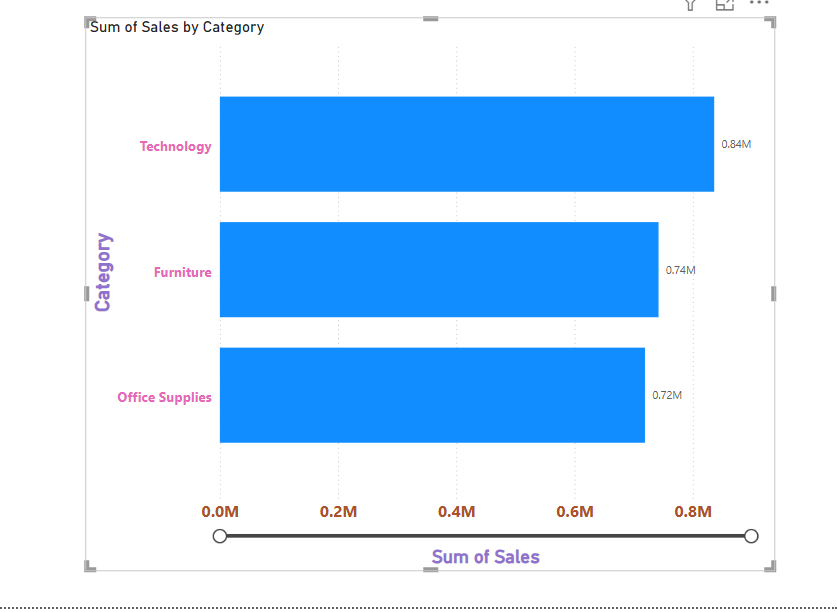 Sum of Sales by Category
Technology
0.84M
Furniture
0.74M
Office Supplies
0.72M
Category
0.0M 0.2M 0.4M 0.6M 0.8M
Sum of Sales